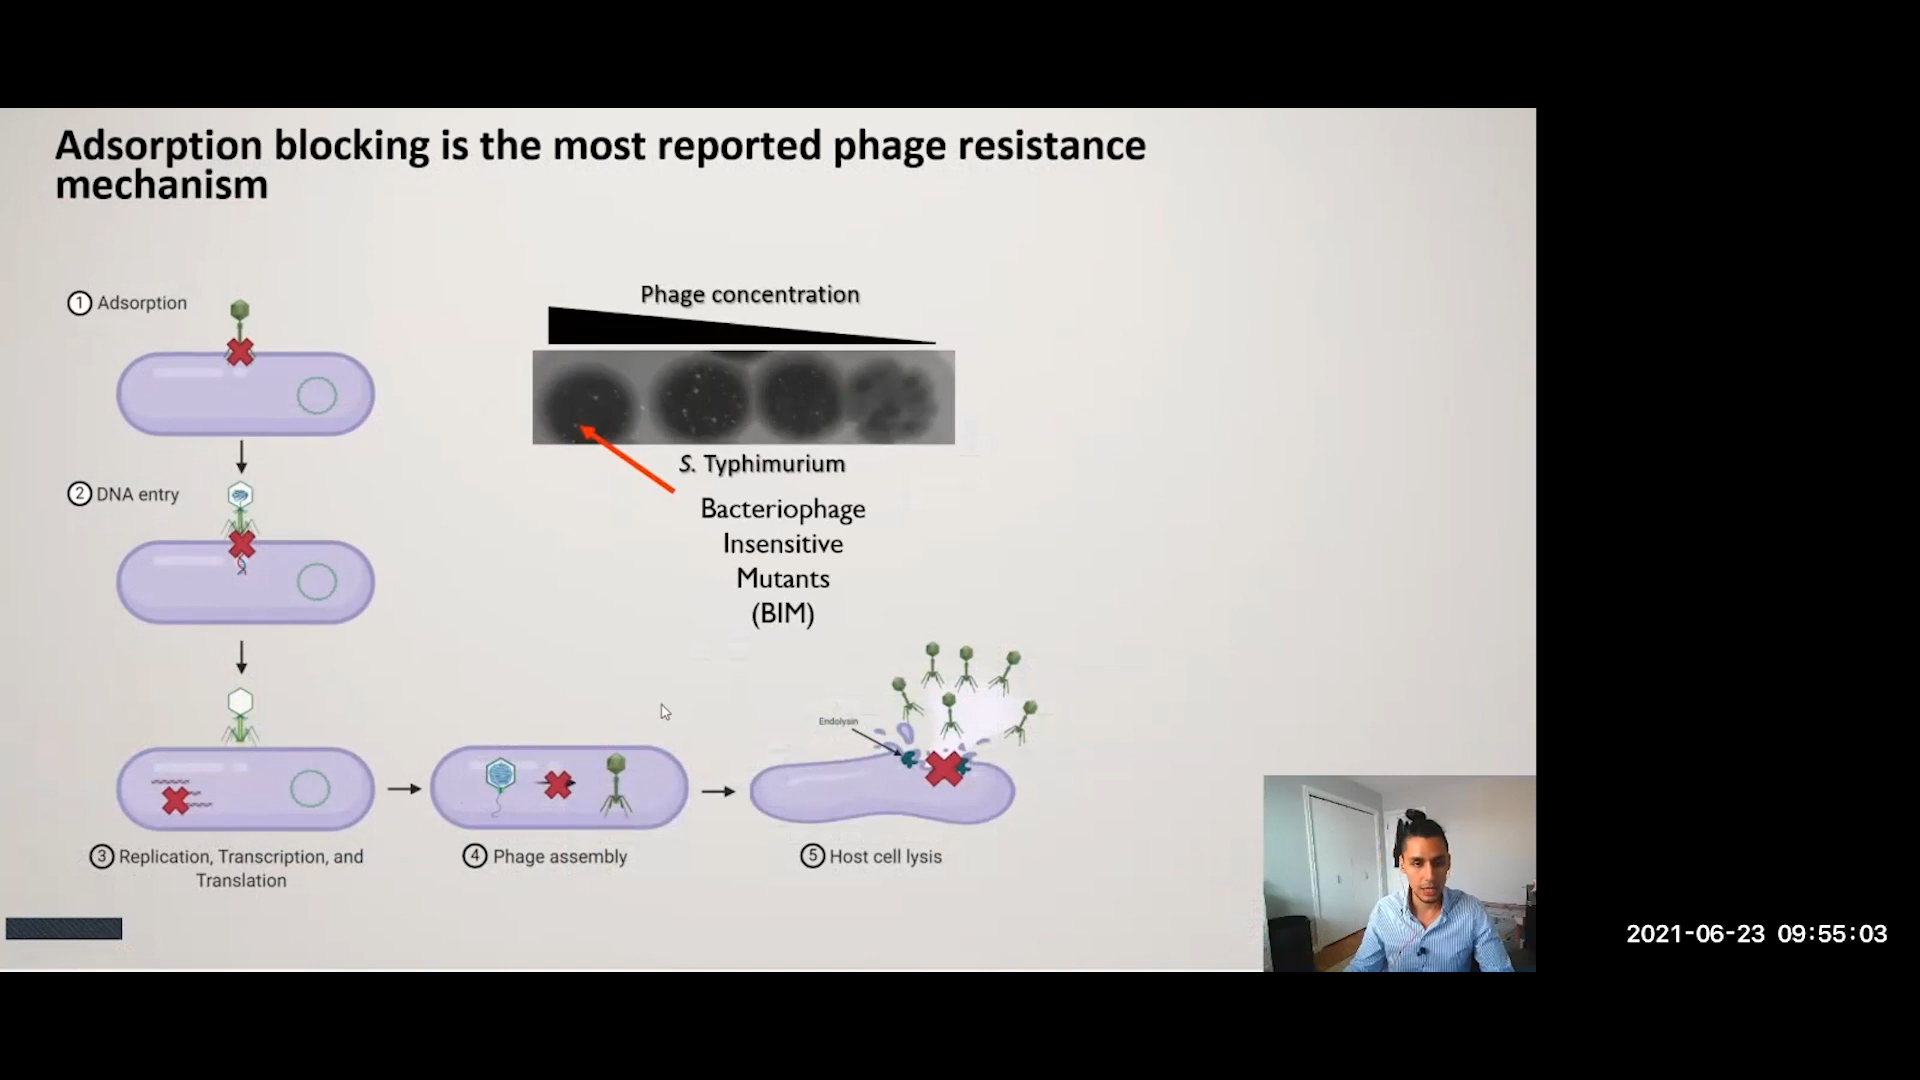 Adsorption blocking is the most reported phage resistance
mechanism
1 Adsorption
2 DNA entry
3 Replication, Transcription, and
Translation
4 Phage assembly
5 Host cell lysis
Endolysin
Phage concentration
S. Typhimurium
Bacteriophage
Insensitive
Mutants
(BIM)
2021-06-23 09:55:03